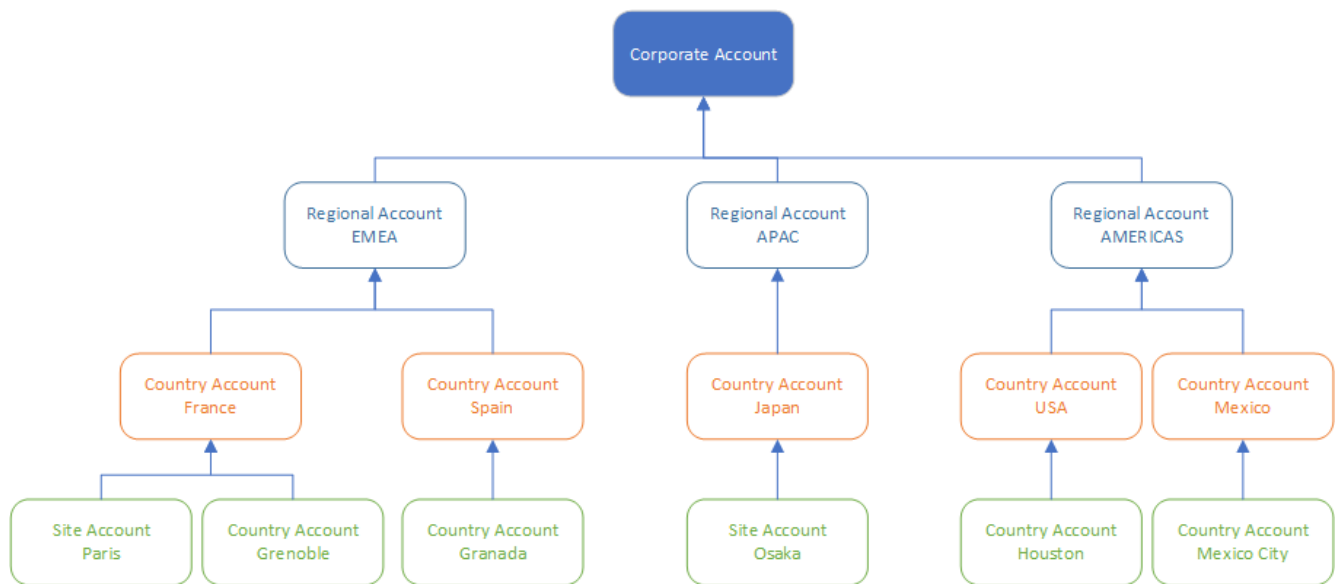 Corporate Account
Regional Account
EMEA
Regional Account
APAC
Regional Account
AMERICAS
Country Account
France
Country Account
Spain
Country Account
Japan
Country Account
USA
Country Account
Mexico
Site Account
Paris
Country Account
Grenoble
Country Account
Granada
Site Account
Osaka
Country Account
Houston
Country Account
Mexico City